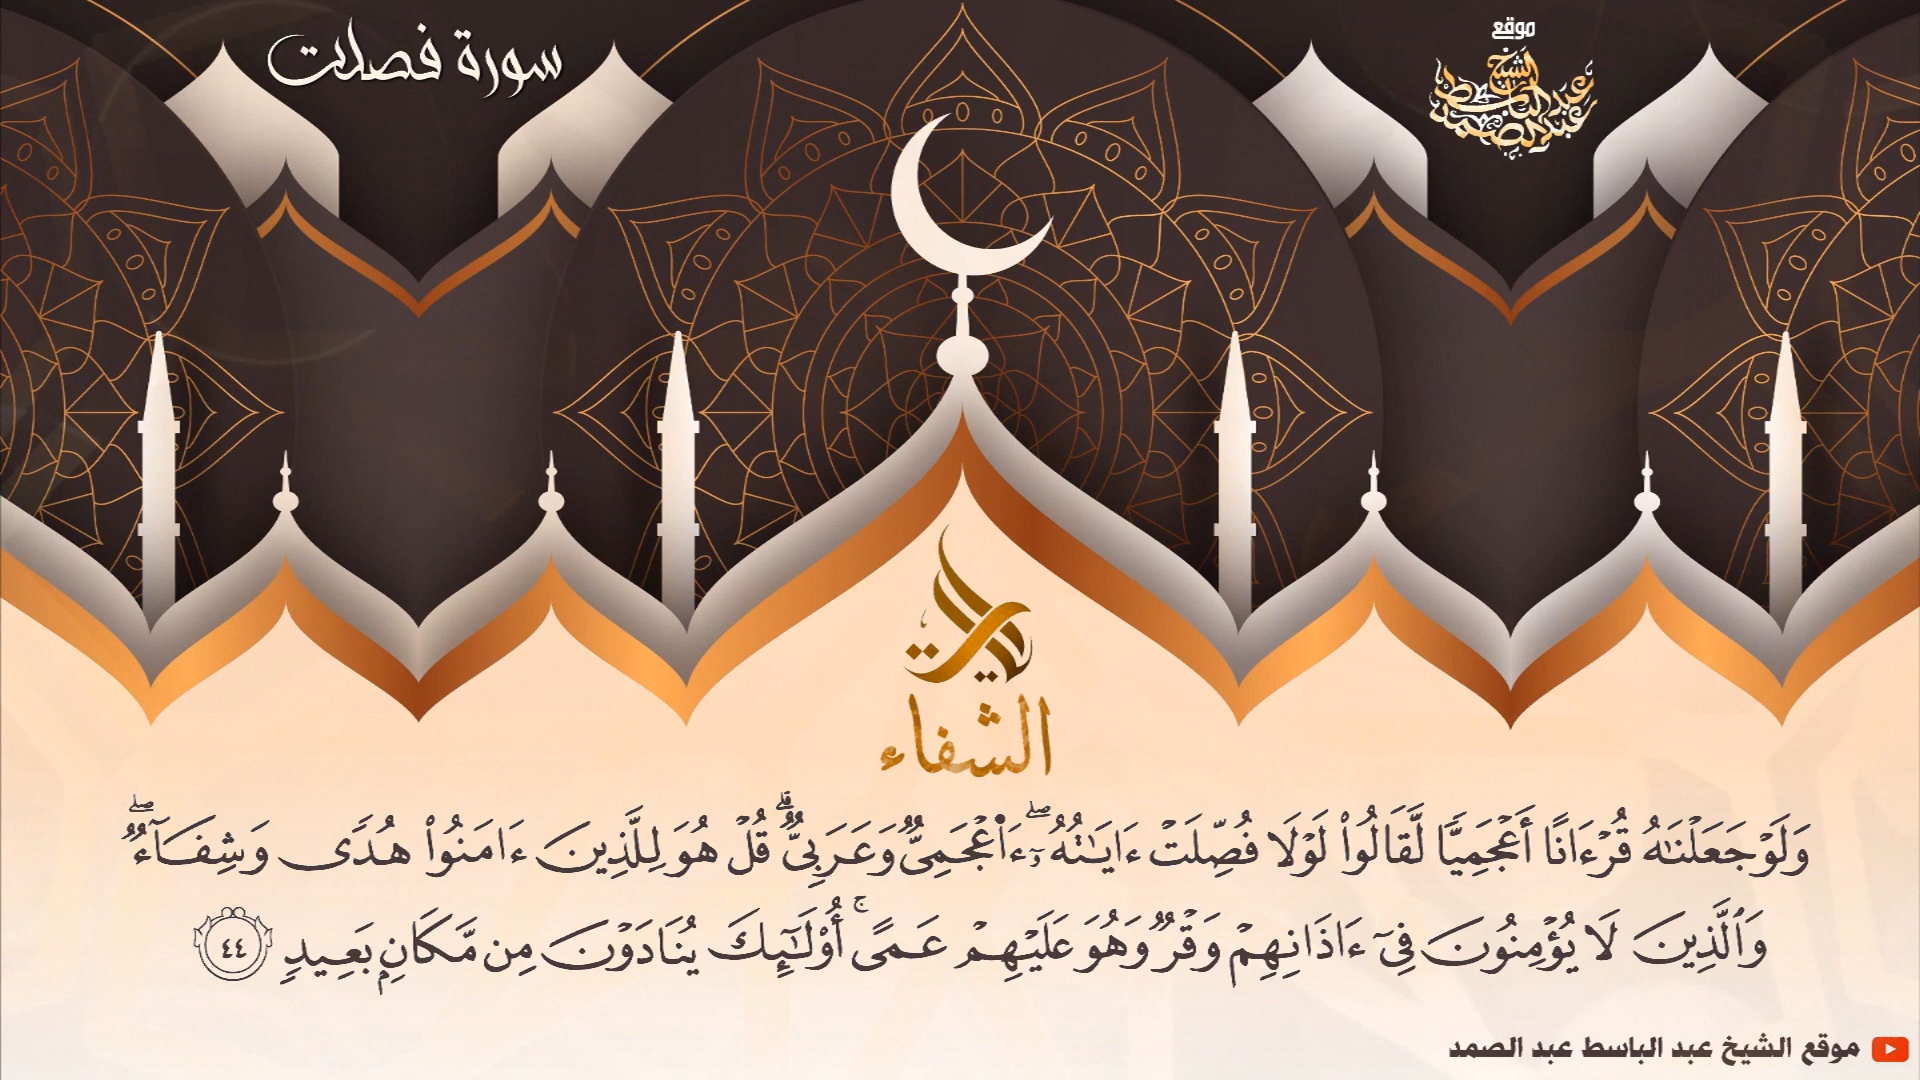 سورة فصلت
موقع
الشيخ
عبد الباسط
عبد الصمد
آيات
الشفاء
وَلَوْ جَعَلْنَٰهُ قُرْءَانًا أَعْجَمِيًّا لَّقَالُوا۟ لَوْلَا فُصِّلَتْ ءَايَٰتُهُۥٓ ۖ ءَا۬عْجَمِىٌّ وَعَرَبِىٌّ ۗ قُلْ هُوَ لِلَّذِينَ ءَامَنُوا۟ هُدًى وَشِفَآءٌ ۖ
وَٱلَّذِينَ لَا يُؤْمِنُونَ فِىٓ ءَاذَانِهِمْ وَقْرٌ وَهُوَ عَلَيْهِمْ عَمًى ۚ أُو۟لَٰٓئِكَ يُنَادَوْنَ مِن مَّكَانٍۭ بَعِيدٍ ٤٤
موقع الشيخ عبد الباسط عبد الصمد